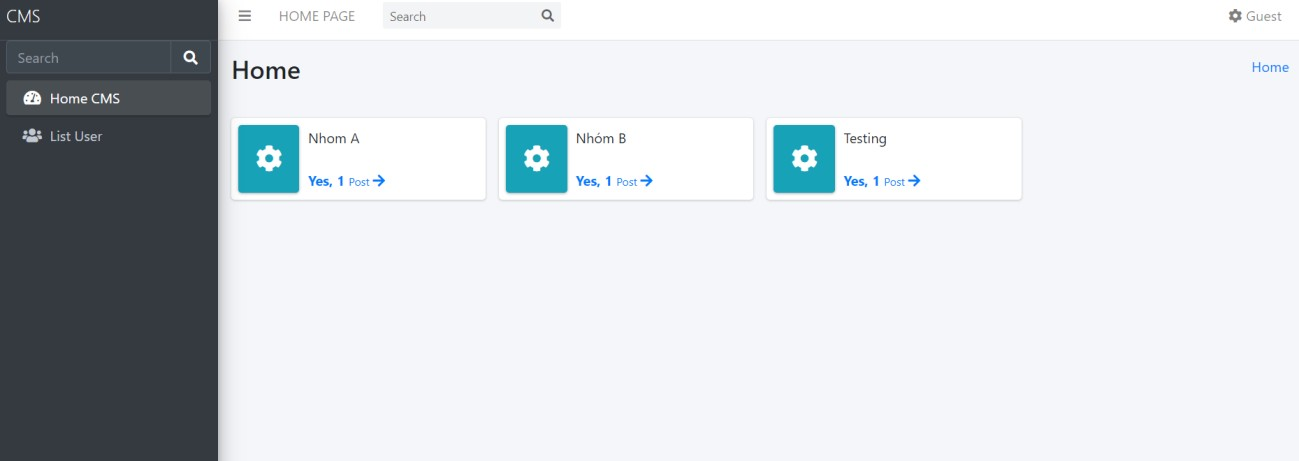 CMS
HOME PAGE
Search
Guest
Search
Home CMS
List User
Home
Home
Nhom A
Yes, 1 Post
Nhóm B
Yes, 1 Post
Testing
Yes, 1 Post